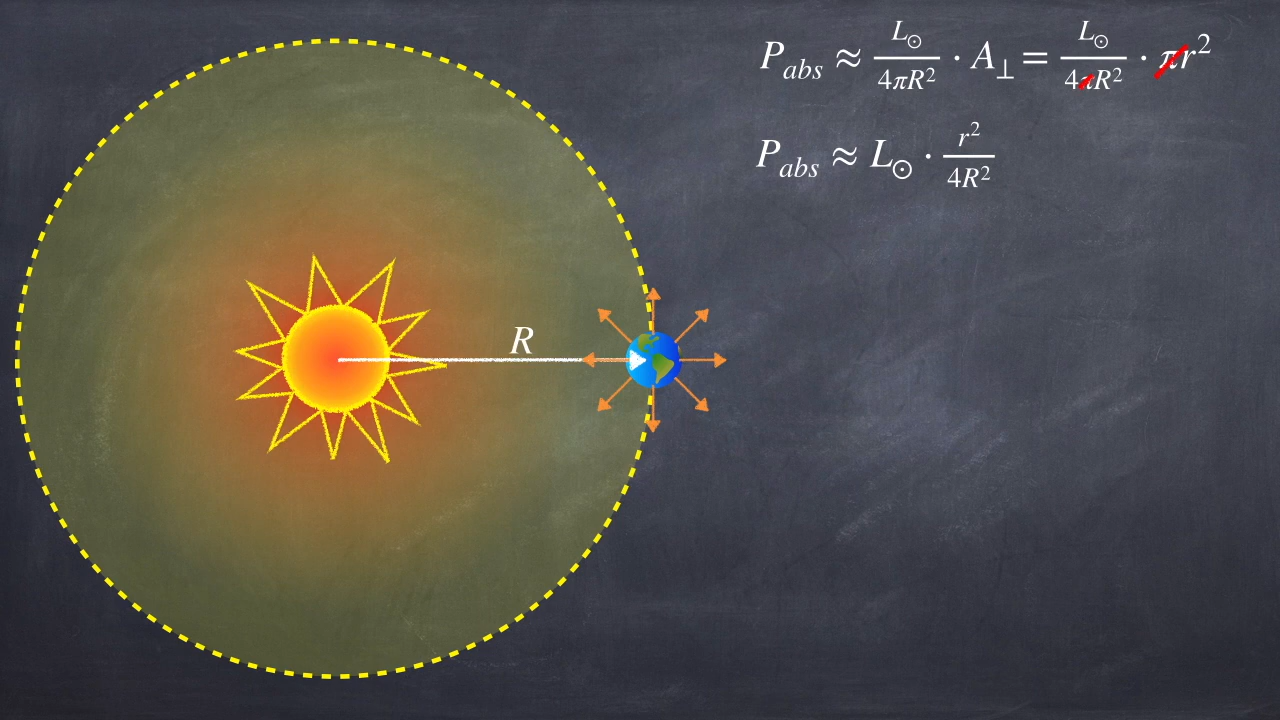 P_abs ≈ L_⊙/4πR² · A_⊥ = L_⊙/4πR² · πr²
P_abs ≈ L_⊙ · r²/4R²
R